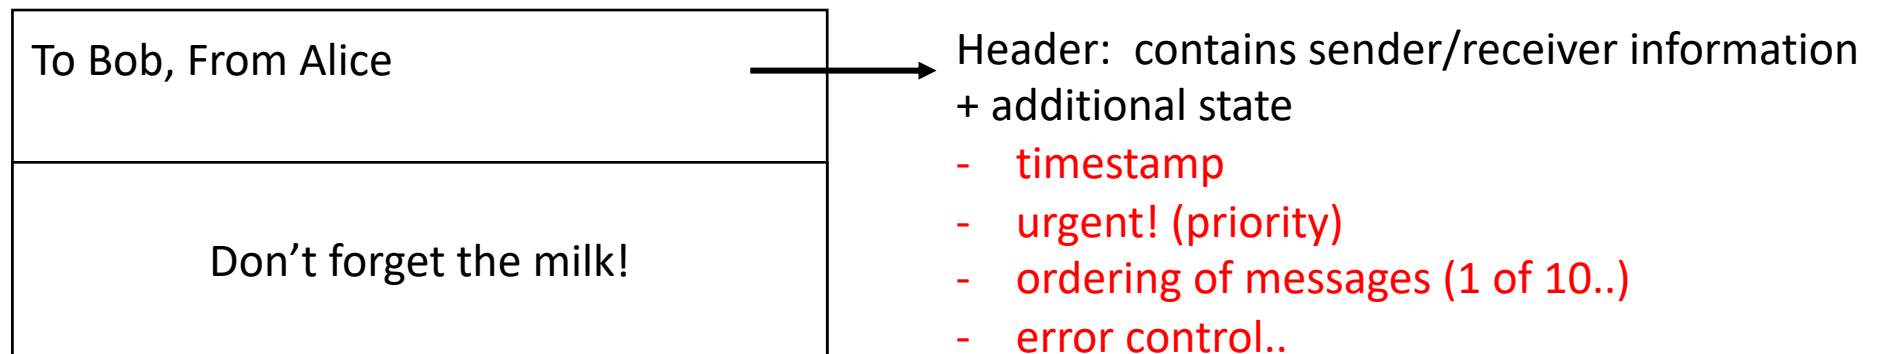 To Bob, From Alice
Don’t forget the milk!
Header:  contains sender/receiver information
+ additional state
- timestamp
- urgent! (priority)
- ordering of messages (1 of 10..)
- error control..